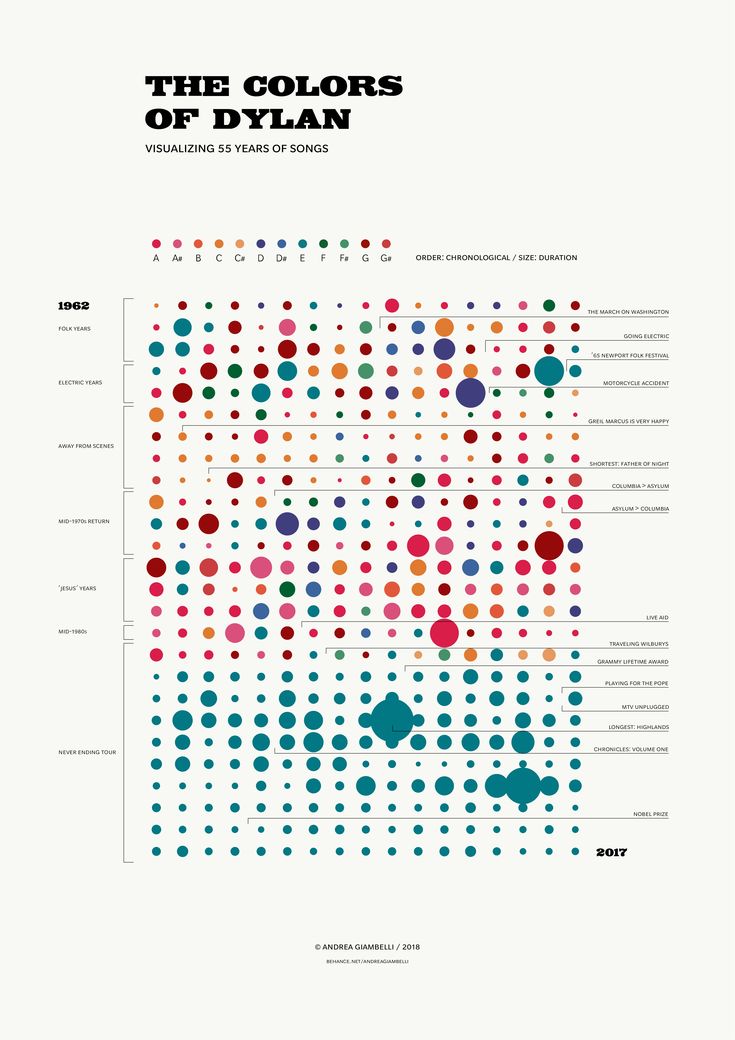 THE COLORS
OF DYLAN
VISUALIZING 55 YEARS OF SONGS
A A# B C C# D D# E F F# G G#
ORDER: CHRONOLOGICAL / SIZE: DURATION
1962
FOLK YEARS
THE MARCH ON WASHINGTON
GOING ELECTRIC
'65 NEWPORT FOLK FESTIVAL
ELECTRIC YEARS
MOTORCYCLE ACCIDENT
GREIL MARCUS IS VERY HAPPY
AWAY FROM SCENES
SHORTEST: FATHER OF NIGHT
COLUMBIA > ASYLUM
ASYLUM > COLUMBIA
MID-1970s RETURN
'JESUS' YEARS
LIVE AID
MID-1980s
TRAVELING WILBURYS
GRAMMY LIFETIME AWARD
PLAYING FOR THE POPE
MTV UNPLUGGED
LONGEST: HIGHLANDS
CHRONICLES: VOLUME ONE
NEVER ENDING TOUR
NOBEL PRIZE
2017
© ANDREA GIAMBELLI / 2018
BEHANCE.NET/ANDREAGIAMBELLI